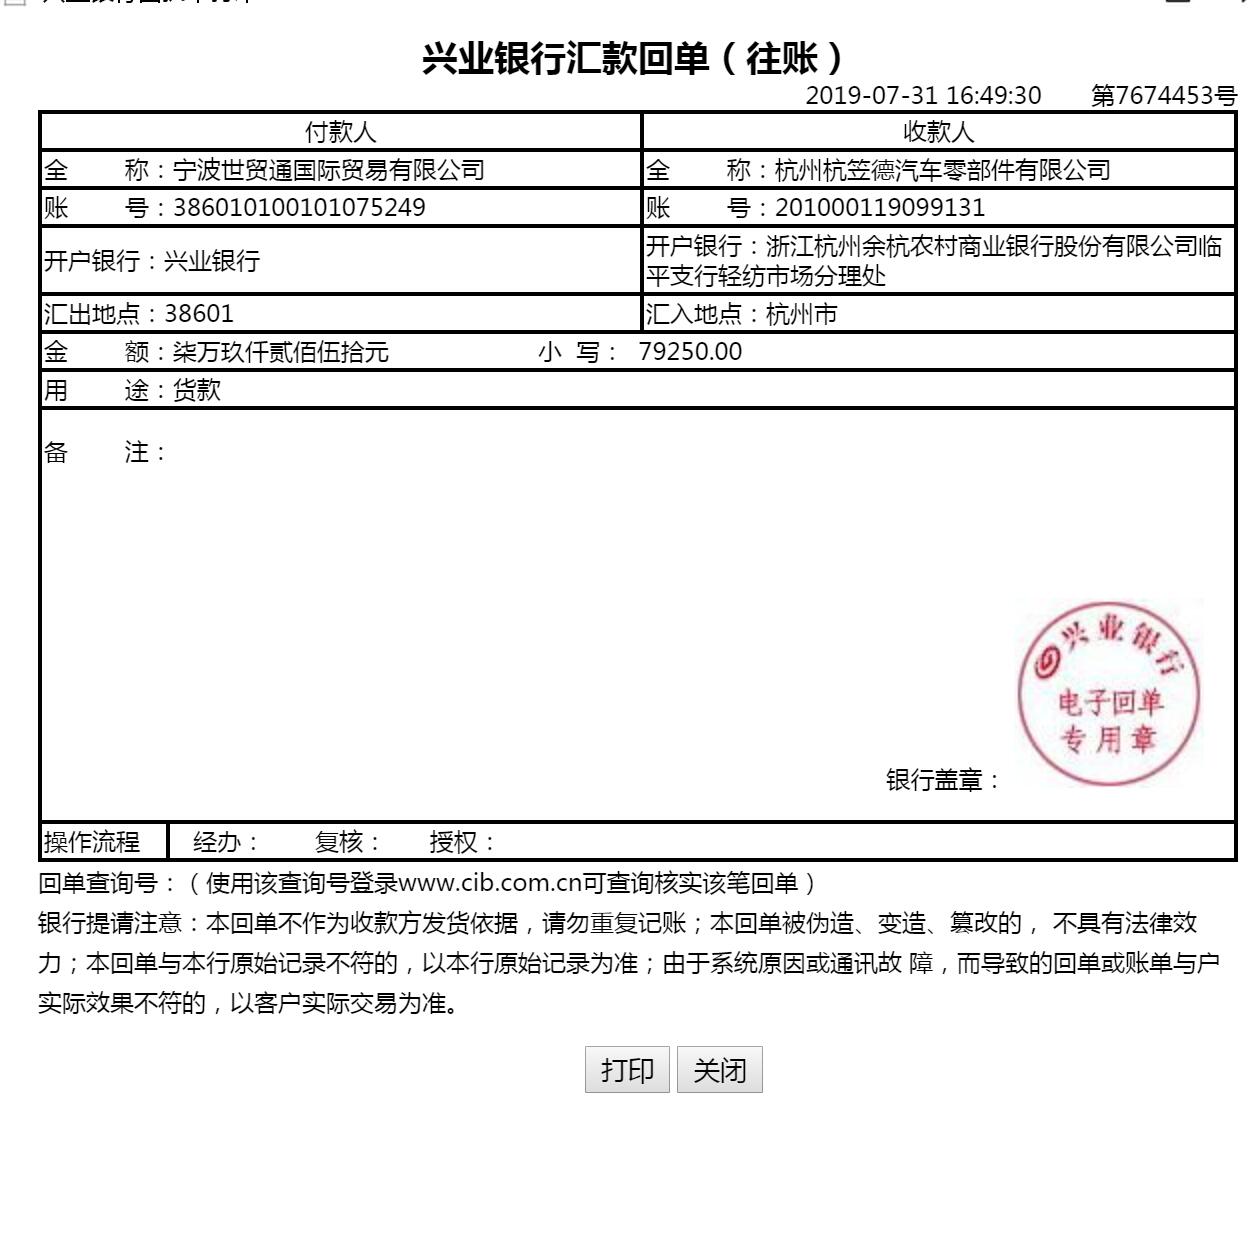 兴业银行汇款回单（往账）
2019-07-31 16:49:30 第7674453号
付款人 收款人
全 称：宁波世贸通国际贸易有限公司 全 称：杭州杭笠德汽车零部件有限公司
账 号：386010100101075249 账 号：201000119099131
开户银行：兴业银行 开户银行：浙江杭州余杭农村商业银行股份有限公司临
平支行轻纺市场分理处
汇出地点：38601 汇入地点：杭州市
金 额：柒万玖仟贰佰伍拾元 小 写： 79250.00
用 途：货款
备 注：
兴业银行
电子回单
专用章
银行盖章：
操作流程 经办： 复核： 授权：
回单查询号：（使用该查询号登录www.cib.com.cn可查询核实该笔回单）
银行提请注意：本回单不作为收款方发货依据，请勿重复记账；本回单被伪造、变造、篡改的， 不具有法律效
力；本回单与本行原始记录不符的，以本行原始记录为准；由于系统原因或通讯故 障，而导致的回单或账单与户
实际效果不符的，以客户实际交易为准。
打印 关闭